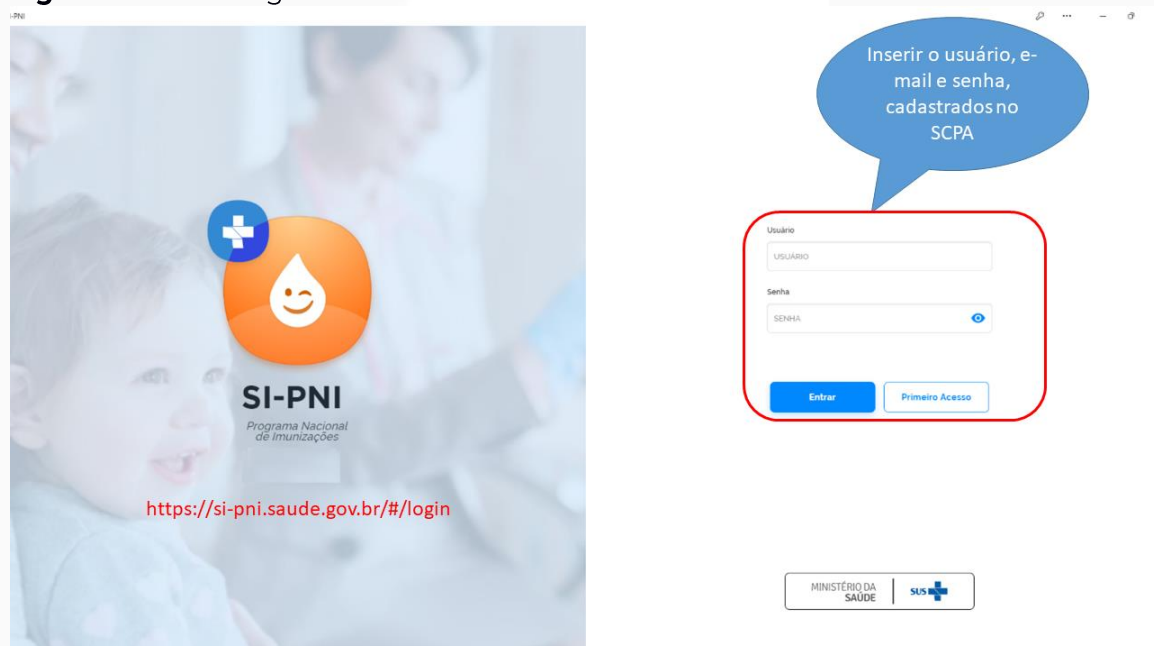 SI-PNI
Programa Nacional
de Imunizações
https://si-pni.saude.gov.br/#/login
Inserir o usuário, e-
mail e senha,
cadastrados no
SCPA
Usuário
USUÁRIO
Senha
SENHA
Entrar
Primeiro Acesso
MINISTÉRIO DA
SAÚDE
SUS